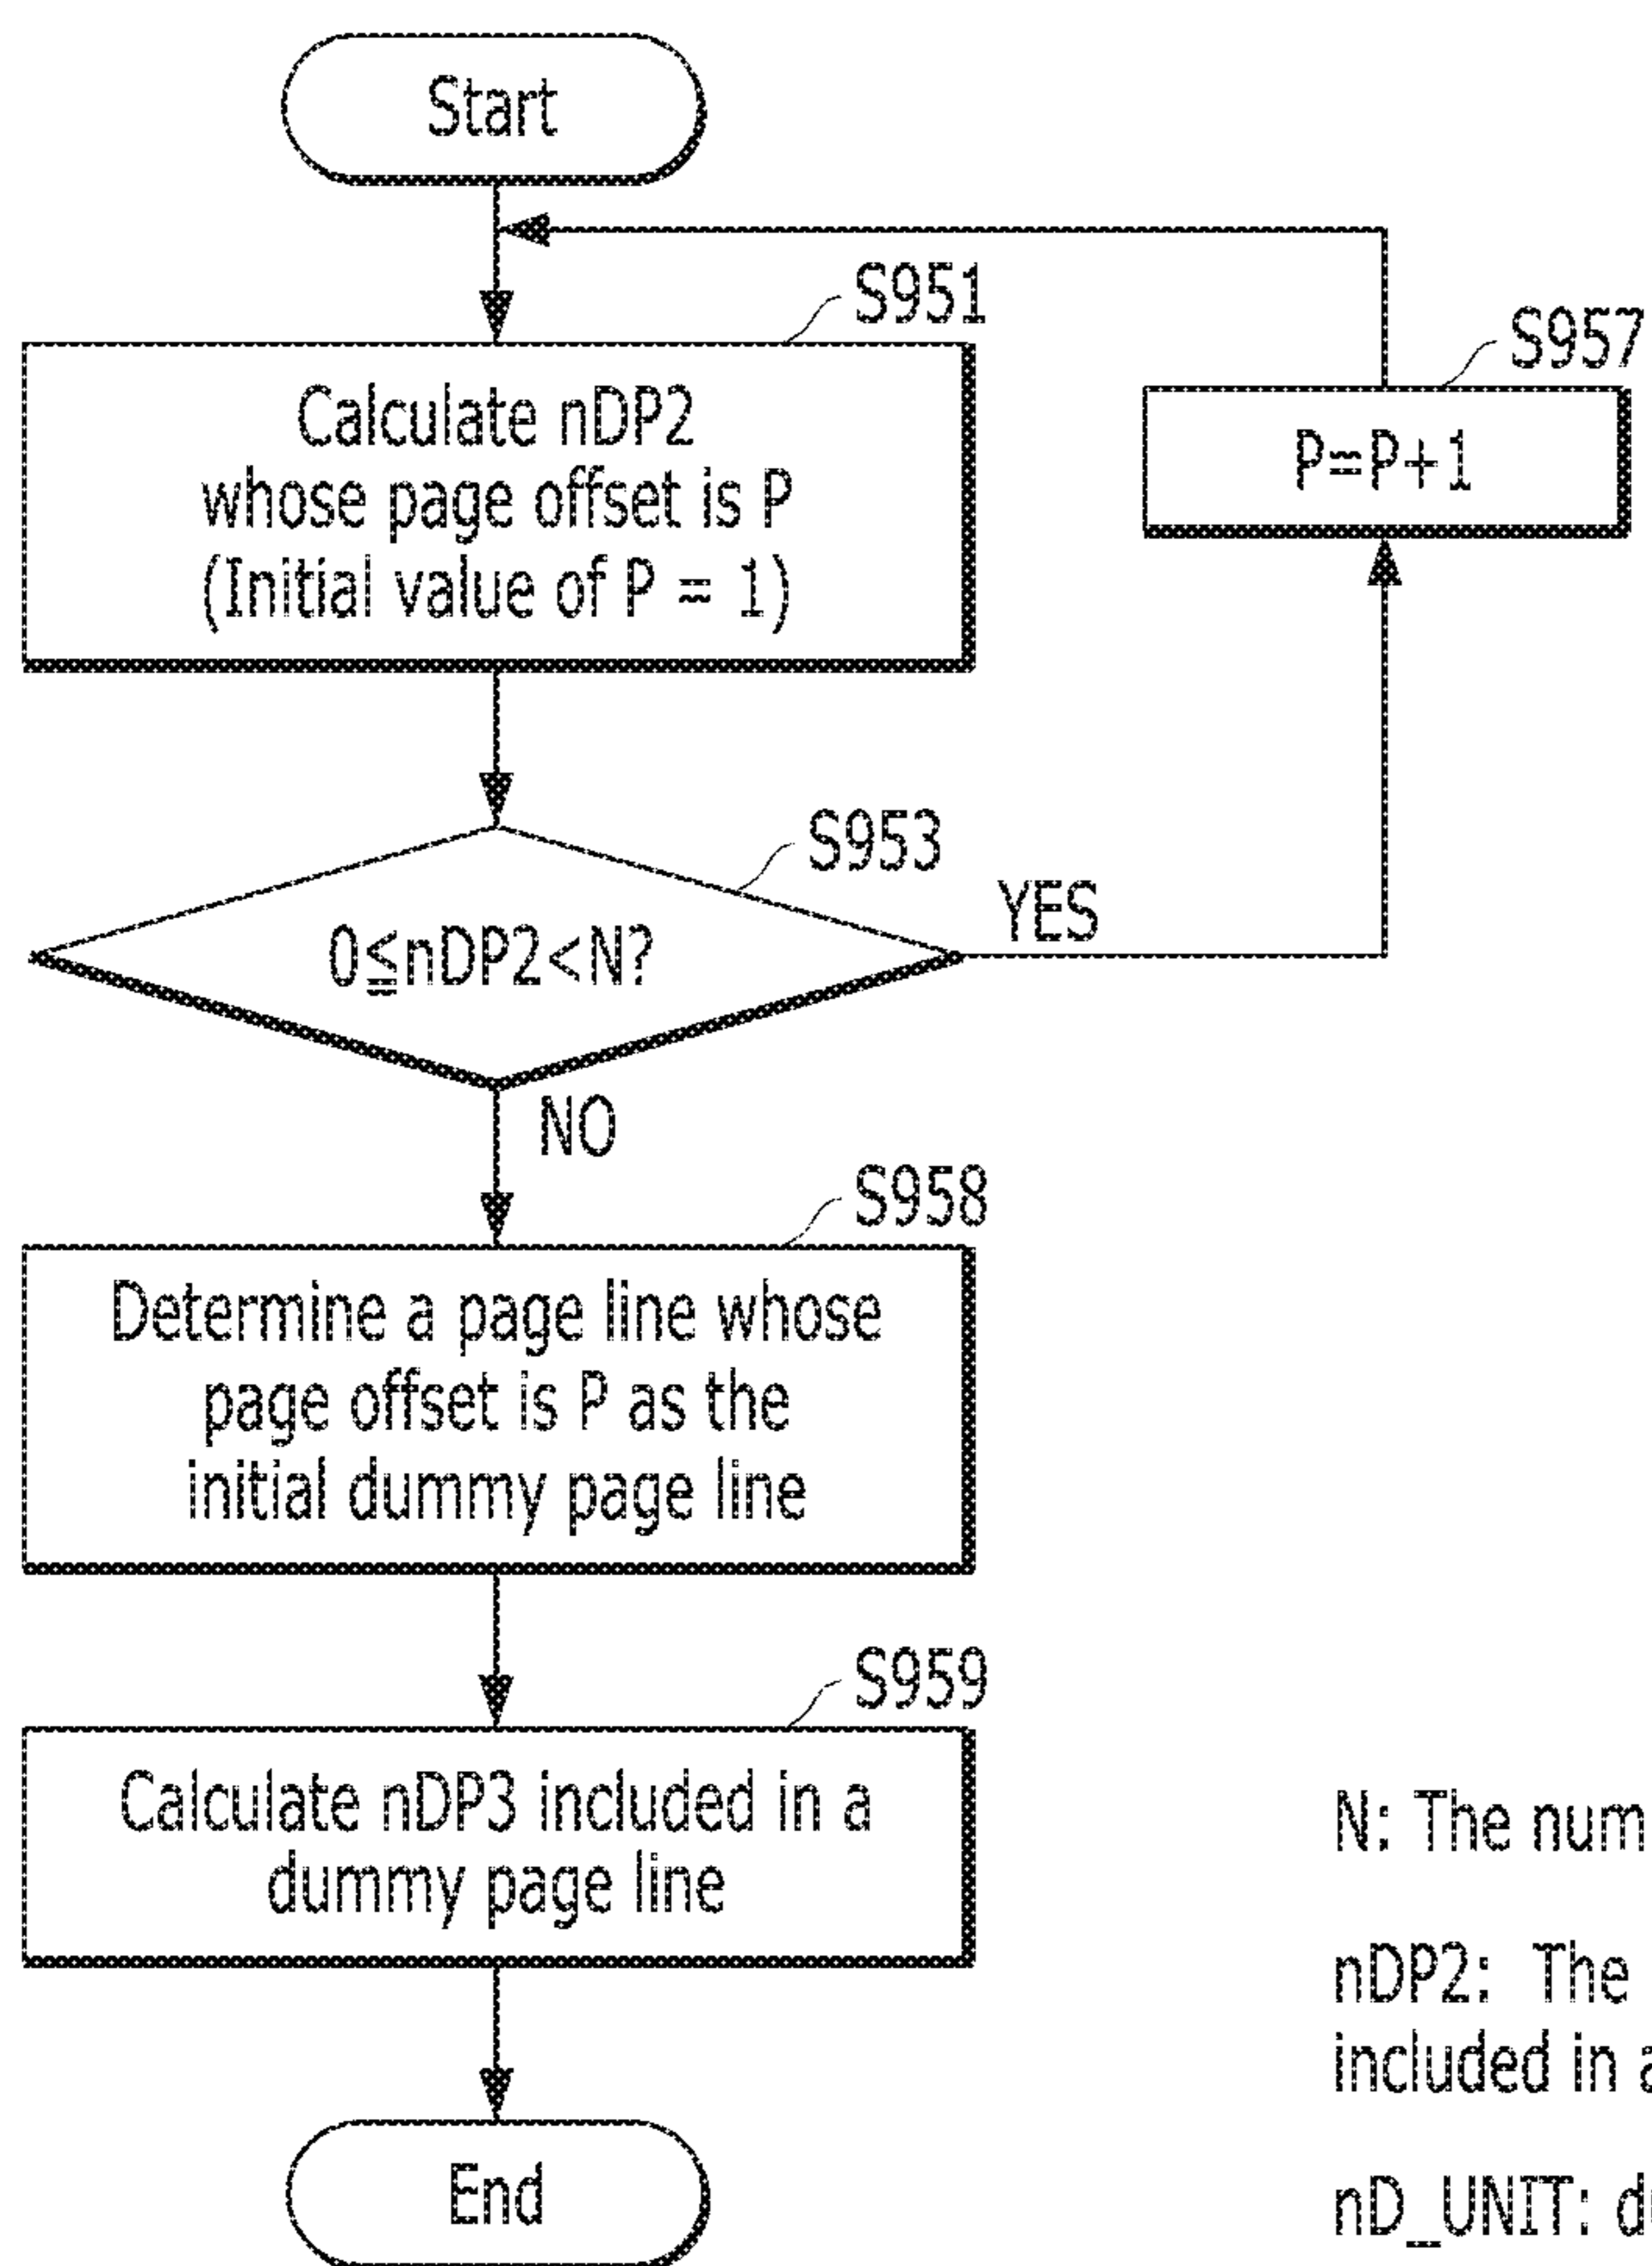 Start
S951
Calculate nDP2
whose page offset is P
(Initial value of P = 1)
S957
P=P+1
S953
0≦nDP2<N?
YES
NO
S958
Determine a page line whose
page offset is P as the
initial dummy page line
S959
Calculate nDP3 included in a
dummy page line
End
N: The num
nDP2: The
included in a
nD_UNIT: du